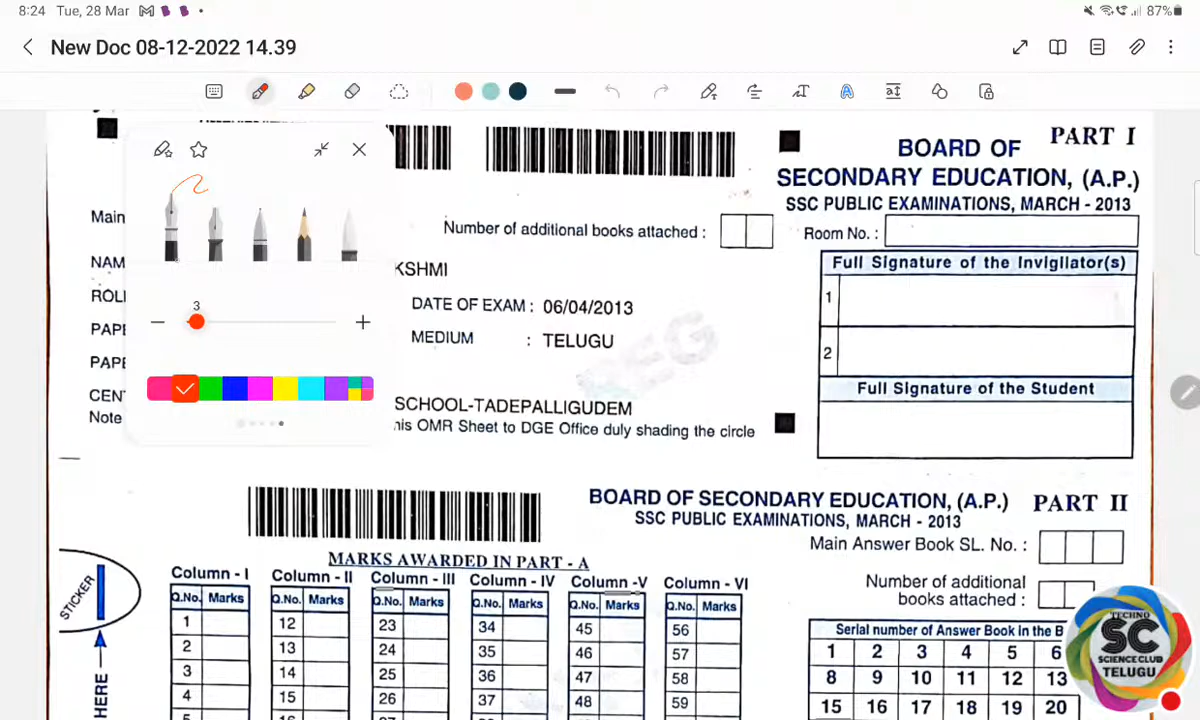 8:24 Tue, 28 Mar
87%
New Doc 08-12-2022 14.39
PART I
BOARD OF
SECONDARY EDUCATION, (A.P.)
SSC PUBLIC EXAMINATIONS, MARCH - 2013
Main
Number of additional books attached :
Room No. :
NAM
KSHMI
Full Signature of the Invigilator(s)
ROLL
DATE OF EXAM : 06/04/2013
1
3
PAPE
MEDIUM : TELUGU
2
PAPE
CEN
SCHOOL-TADEPALLIGUDEM
Full Signature of the Student
Note
his OMR Sheet to DGE Office duly shading the circle
BOARD OF SECONDARY EDUCATION, (A.P.) PART II
SSC PUBLIC EXAMINATIONS, MARCH - 2013
Main Answer Book SL. No. :
MARKS AWARDED IN PART - A
Column - I Column - II Column - III Column - IV Column -V Column - VI
Number of additional
books attached :
Q.No. Marks Q.No. Marks Q.No. Marks Q.No. Marks Q.No. Marks Q.No. Marks
Serial number of Answer Book in the B
1 12 23 34 45 56
2 13 24 35 46 57
3 14 25 36 47 58
4 15 26 37 48 59
1 2 3 4 5 6
8 9 10 11 12 13
15 16 17 18 19 20
STICKER
HERE
TECHNO
SC
SCIENCE CLUB
TELUGU